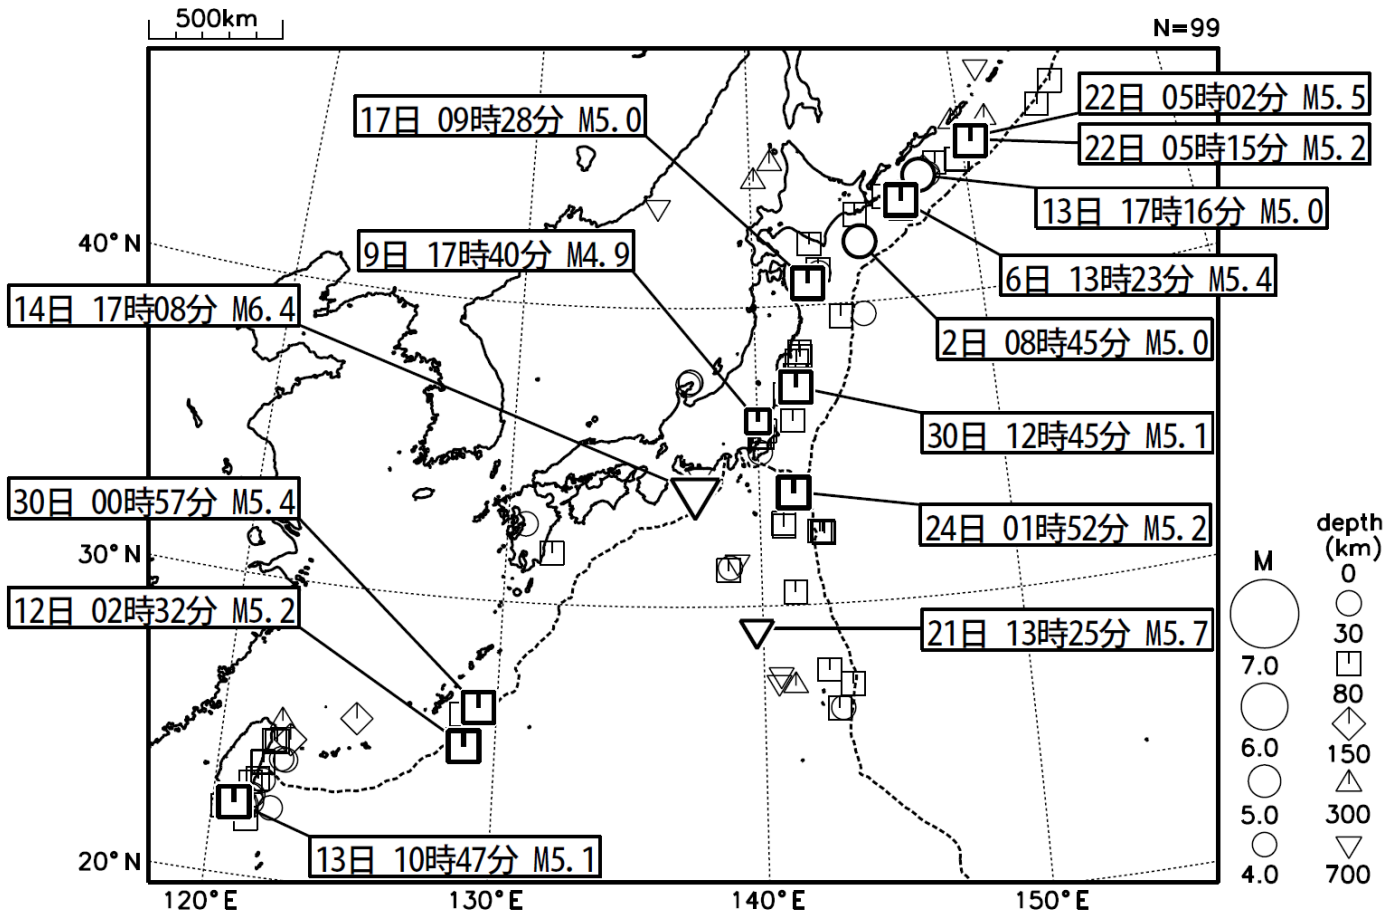 500km
N=99
22日 05時02分 M5.5
17日 09時28分 M5.0
22日 05時15分 M5.2
13日 17時16分 M5.0
40°N
9日 17時40分 M4.9
6日 13時23分 M5.4
14日 17時08分 M6.4
2日 08時45分 M5.0
30日 12時45分 M5.1
30日 00時57分 M5.4
24日 01時52分 M5.2
30°N
12日 02時32分 M5.2
21日 13時25分 M5.7
13日 10時47分 M5.1
20°N
120°E
130°E
140°E
150°E
M
7.0
6.0
5.0
4.0
depth
(km)
0
30
80
150
300
700